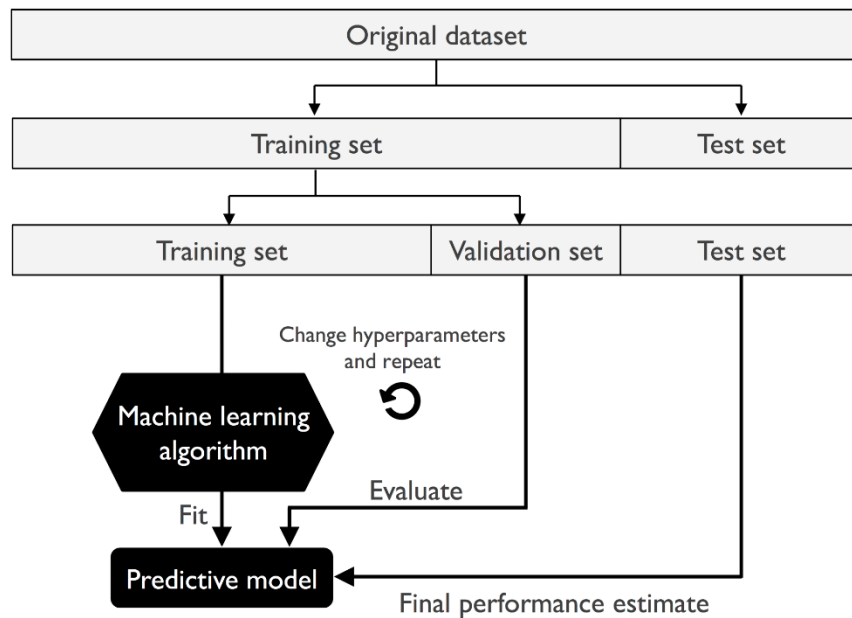 Original dataset
Training set
Test set
Training set
Validation set
Test set
Change hyperparameters
and repeat
Machine learning
algorithm
Evaluate
Fit
Predictive model
Final performance estimate